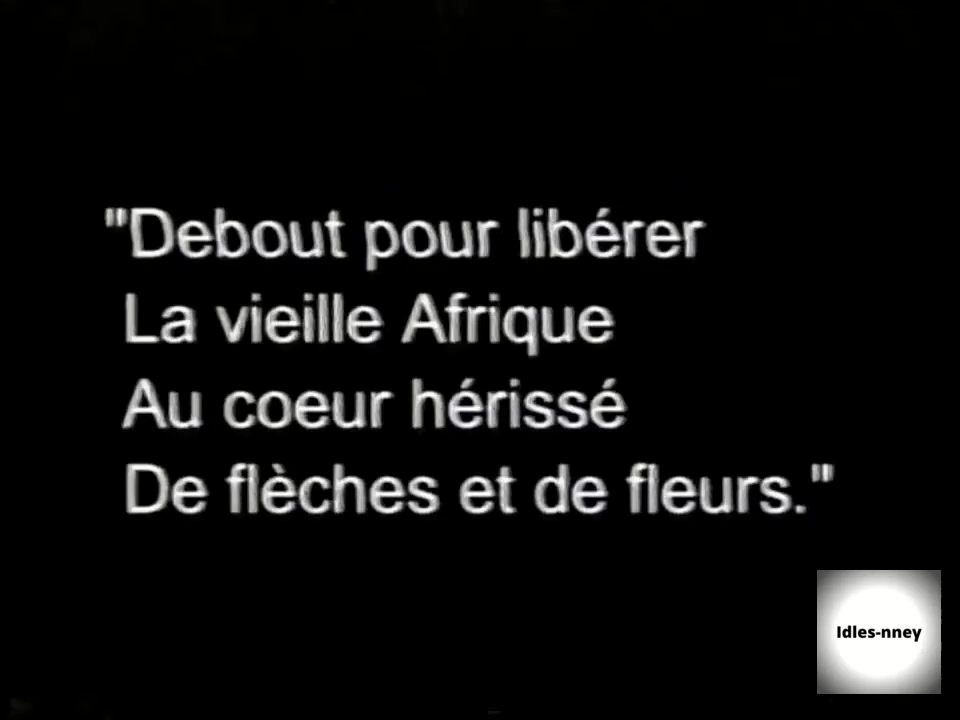 "Debout pour libérer
La vieille Afrique
Au coeur hérissé
De flèches et de fleurs."
Idles-nney